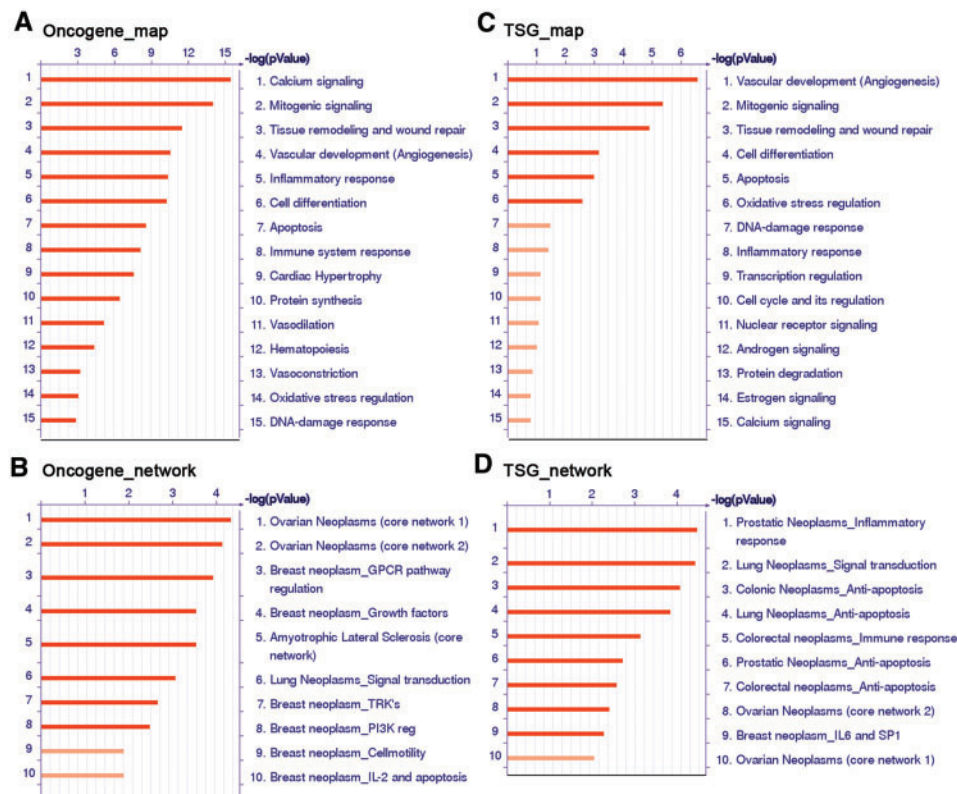 A Oncogene_map
3 6 9 12 15 -log(pValue)
1 1. Calcium signaling
2 2. Mitogenic signaling
3 3. Tissue remodeling and wound repair
4 4. Vascular development (Angiogenesis)
5 5. Inflammatory response
6 6. Cell differentiation
7 7. Apoptosis
8 8. Immune system response
9 9. Cardiac Hypertrophy
10 10. Protein synthesis
11 11. Vasodilation
12 12. Hematopoiesis
13 13. Vasoconstriction
14 14. Oxidative stress regulation
15 15. DNA-damage response
B Oncogene_network
1 2 3 4 -log(pValue)
1 1. Ovarian Neoplasms (core network 1)
2 2. Ovarian Neoplasms (core network 2)
3 3. Breast neoplasm_GPCR pathway
regulation
4 4. Breast neoplasm_Growth factors
5 5. Amyotrophic Lateral Sclerosis (core
network)
6 6. Lung Neoplasms_Signal transduction
7 7. Breast neoplasm_TRK's
8 8. Breast neoplasm_PI3K reg
9 9. Breast neoplasm_Cellmotility
10 10. Breast neoplasm_IL-2 and apoptosis
C TSG_map
1 2 3 4 5 6 -log(pValue)
1 1. Vascular development (Angiogenesis)
2 2. Mitogenic signaling
3 3. Tissue remodeling and wound repair
4 4. Cell differentiation
5 5. Apoptosis
6 6. Oxidative stress regulation
7 7. DNA-damage response
8 8. Inflammatory response
9 9. Transcription regulation
10 10. Cell cycle and its regulation
11 11. Nuclear receptor signaling
12 12. Androgen signaling
13 13. Protein degradation
14 14. Estrogen signaling
15 15. Calcium signaling
D TSG_network
1 2 3 4 -log(pValue)
1 1. Prostatic Neoplasms_Inflammatory
response
2 2. Lung Neoplasms_Signal transduction
3 3. Colonic Neoplasms_Anti-apoptosis
4 4. Lung Neoplasms_Anti-apoptosis
5 5. Colorectal neoplasms_Immune response
6 6. Prostatic Neoplasms_Anti-apoptosis
7 7. Colorectal neoplasms_Anti-apoptosis
8 8. Ovarian Neoplasms (core network 2)
9 9. Breast neoplasm_IL6 and SP1
10 10. Ovarian Neoplasms (core network 1)